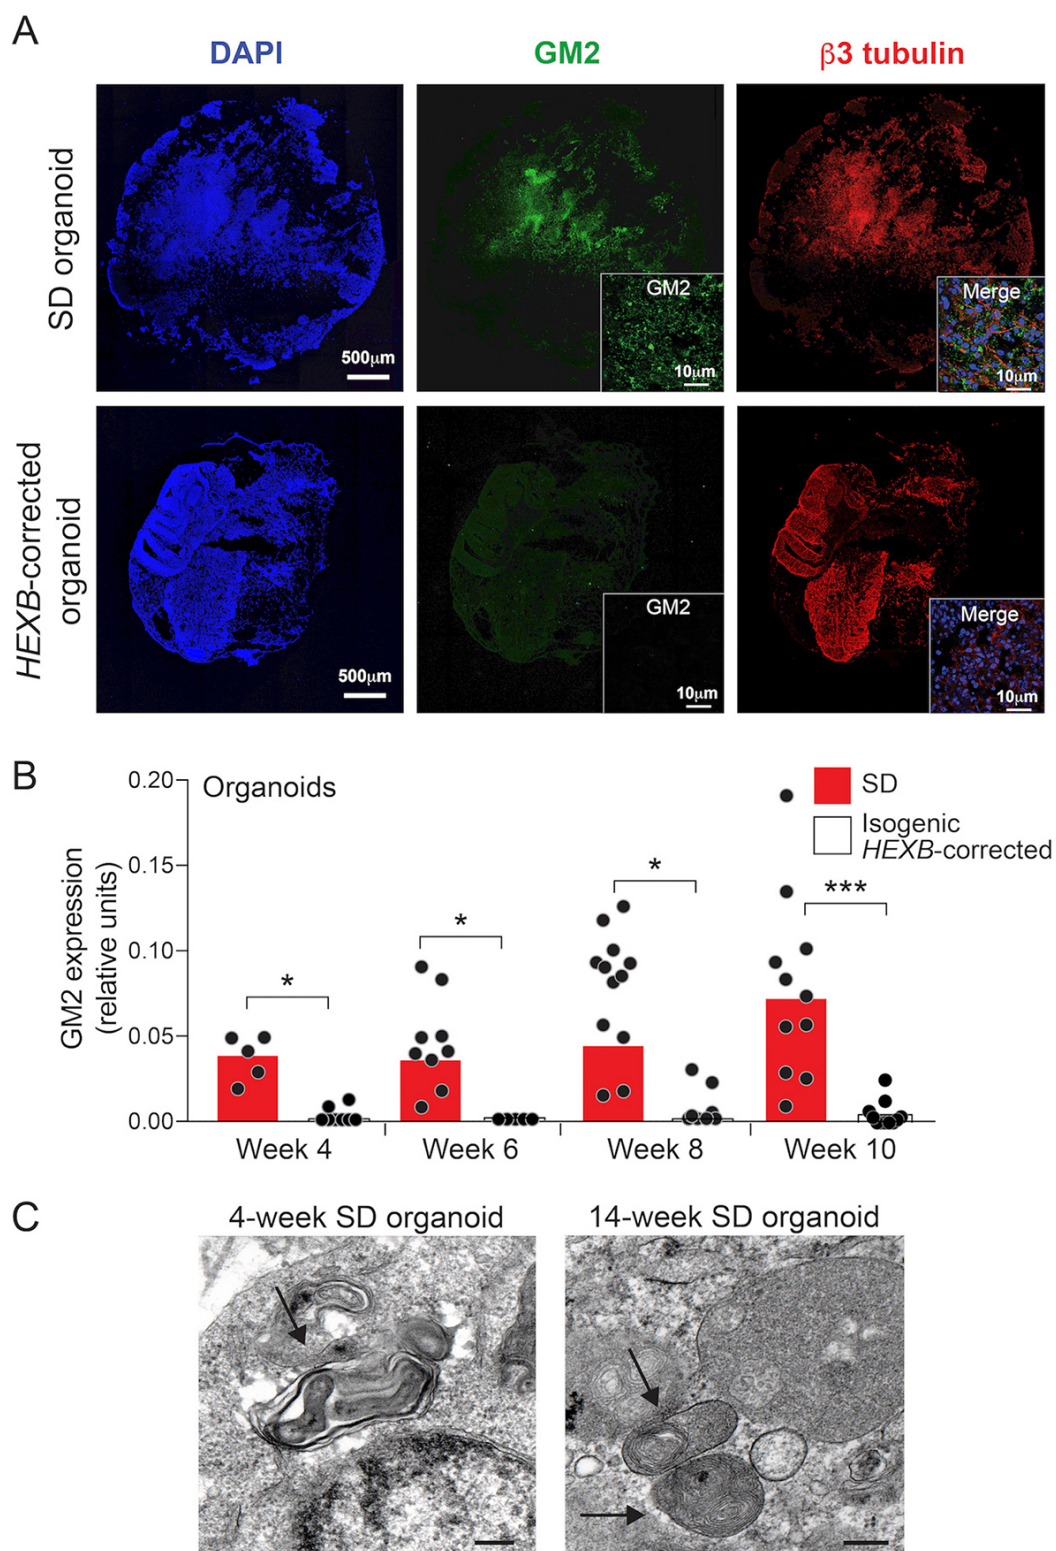 A
DAPI
GM2
β3 tubulin
SD organoid
500μm
GM2
10μm
Merge
10μm
HEXB-corrected
organoid
500μm
GM2
10μm
Merge
10μm
B
Organoids
SD
Isogenic
HEXB-corrected
GM2 expression
(relative units)
0.20
0.15
0.10
0.05
0.00
*
*
*
***
Week 4
Week 6
Week 8
Week 10
C
4-week SD organoid
14-week SD organoid